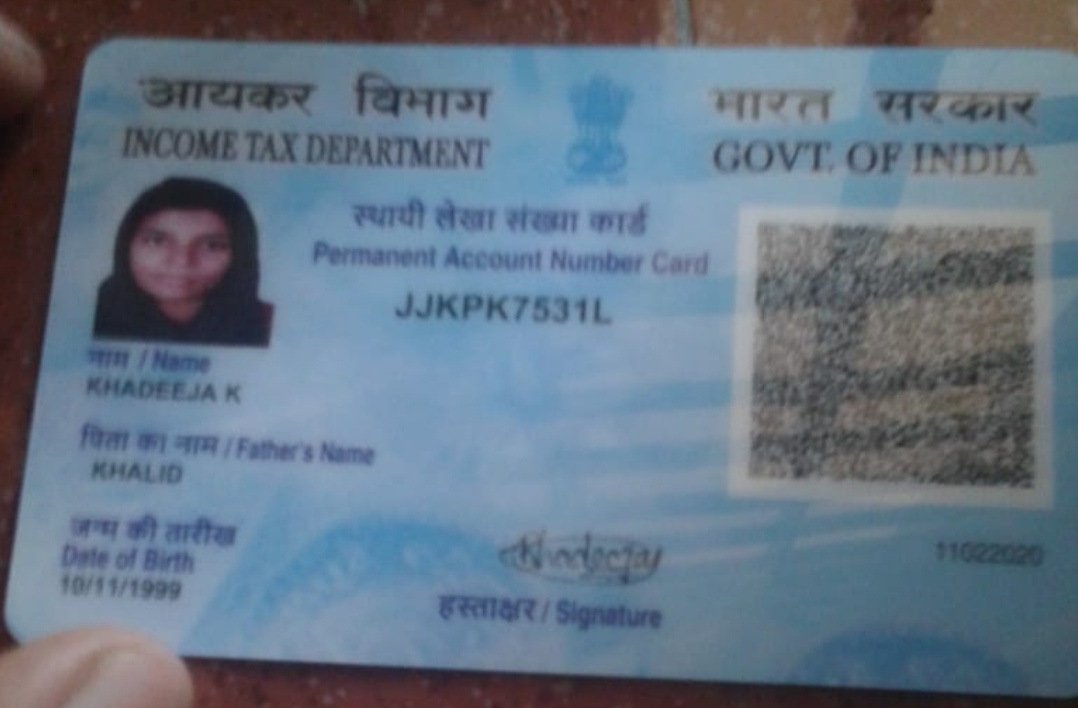 आयकर विभाग
INCOME TAX DEPARTMENT
भारत सरकार
GOVT. OF INDIA
स्थायी लेखा संख्या कार्ड
Permanent Account Number Card
JJKPK7531L
नाम / Name
KHADEEJA K
पिता का नाम / Father's Name
KHALID
जन्म की तारीख
Date of Birth
10/11/1999
हस्ताक्षर / Signature
11022020